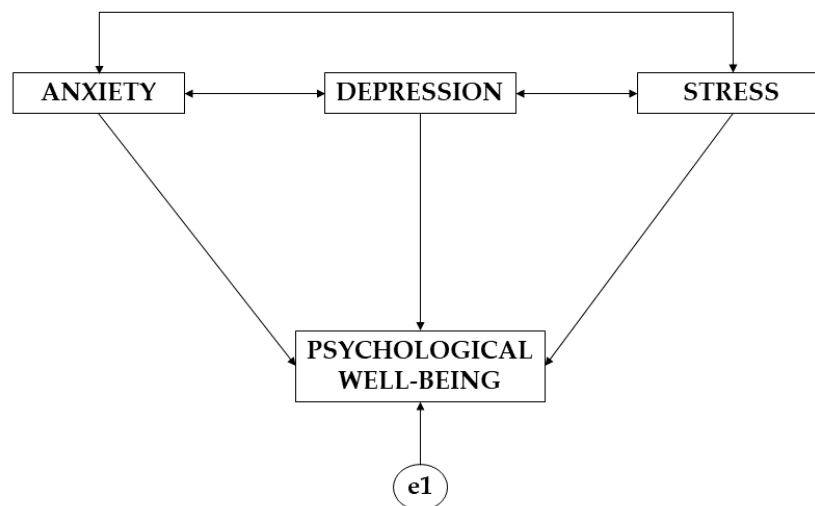 ANXIETY
DEPRESSION
STRESS
PSYCHOLOGICAL
WELL-BEING
e1